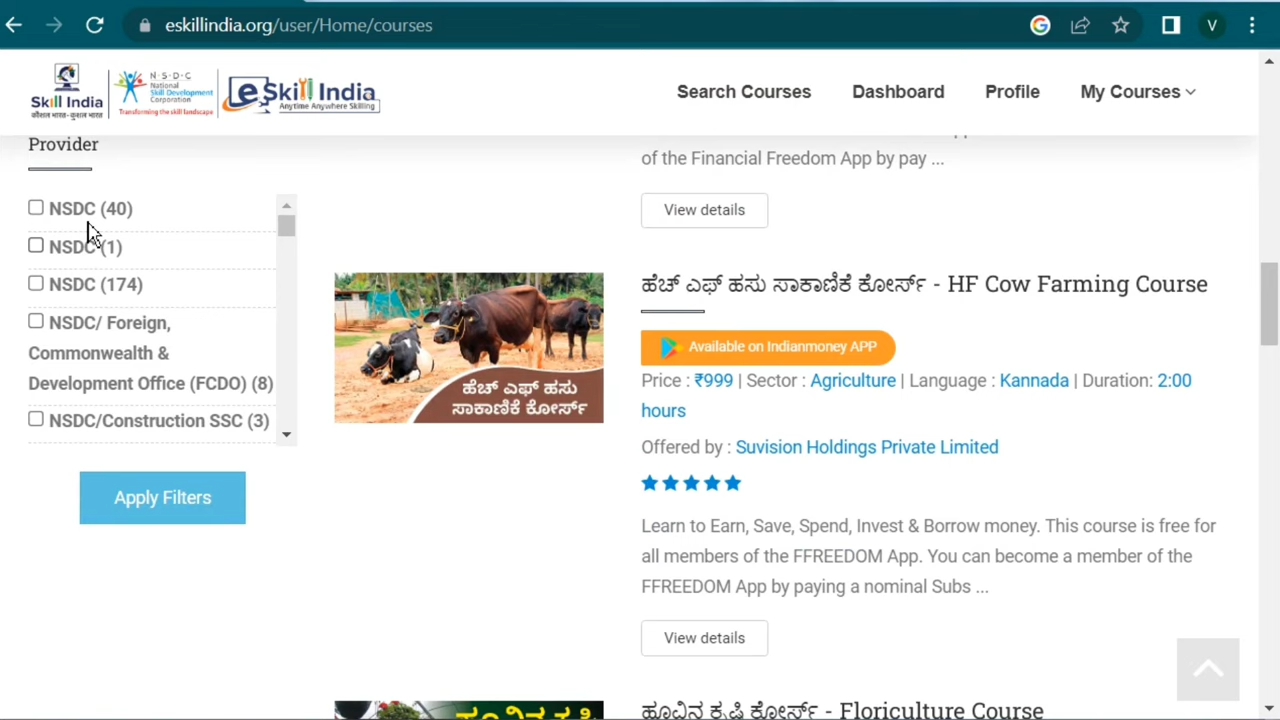 eskillindia.org/user/Home/courses
V
Skill India
कौशल भारत-कुशल भारत
N·S·D·C
National
Skill Development
Corporation
Transforming the skill landscape
eSkill India
Anytime Anywhere Skilling
Search Courses
Dashboard
Profile
My Courses
Provider
NSDC (40)
NSDC (1)
NSDC (174)
NSDC/ Foreign,
Commonwealth &
Development Office (FCDO) (8)
NSDC/Construction SSC (3)
Apply Filters
of the Financial Freedom App by pay ...
View details
ಹೆಚ್ ಎಫ್ ಹಸು
ಸಾಕಾಣಿಕೆ ಕೋರ್ಸ್
ಹೆಚ್ ಎಫ್ ಹಸು ಸಾಕಾಣಿಕೆ ಕೋರ್ಸ್ - HF Cow Farming Course
Available on Indianmoney APP
Price : ₹999 | Sector : Agriculture | Language : Kannada | Duration: 2:00
hours
Offered by : Suvision Holdings Private Limited
Learn to Earn, Save, Spend, Invest & Borrow money. This course is free for
all members of the FFREEDOM App. You can become a member of the
FFREEDOM App by paying a nominal Subs ...
View details
ಹೂವಿನ ಕೃಷಿ ಕೋರ್ಸ್ - Floriculture Course